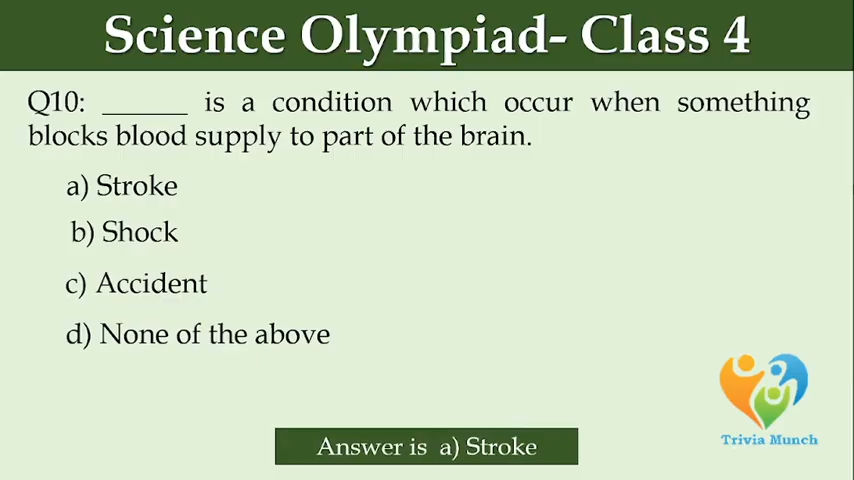 Science Olympiad- Class 4
Q10: ______ is a condition which occur when something
blocks blood supply to part of the brain.
a) Stroke
b) Shock
c) Accident
d) None of the above
Trivia Munch
Answer is a) Stroke